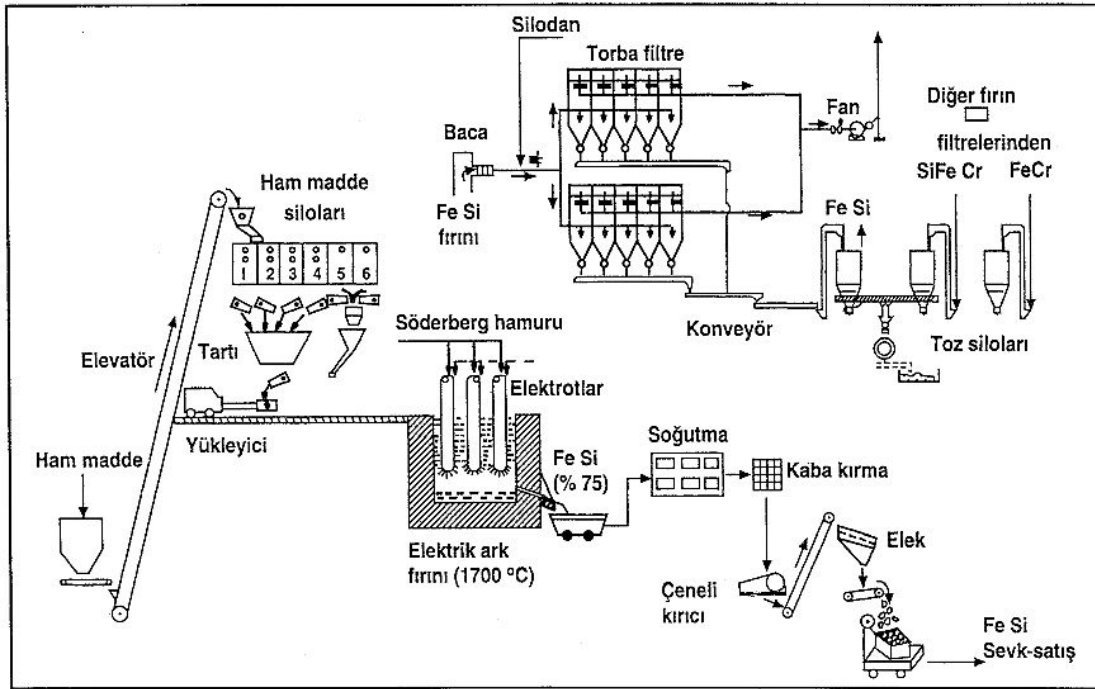 Silodan
Torba filtre
Fan
Diğer fırın
filtrelerinden
SiFe Cr
FeCr
Baca
Fe Si
fırını
Fe Si
Ham madde
siloları
1 2 3 4 5 6
Elevatör
Tartı
Söderberg hamuru
Konveyör
Toz siloları
Elektrotlar
Yükleyici
Ham madde
Fe Si
(% 75)
Soğutma
Kaba kırma
Elektrik ark
fırını (1700 ºC)
Elek
Çeneli
kırıcı
Fe Si
Sevk-satış